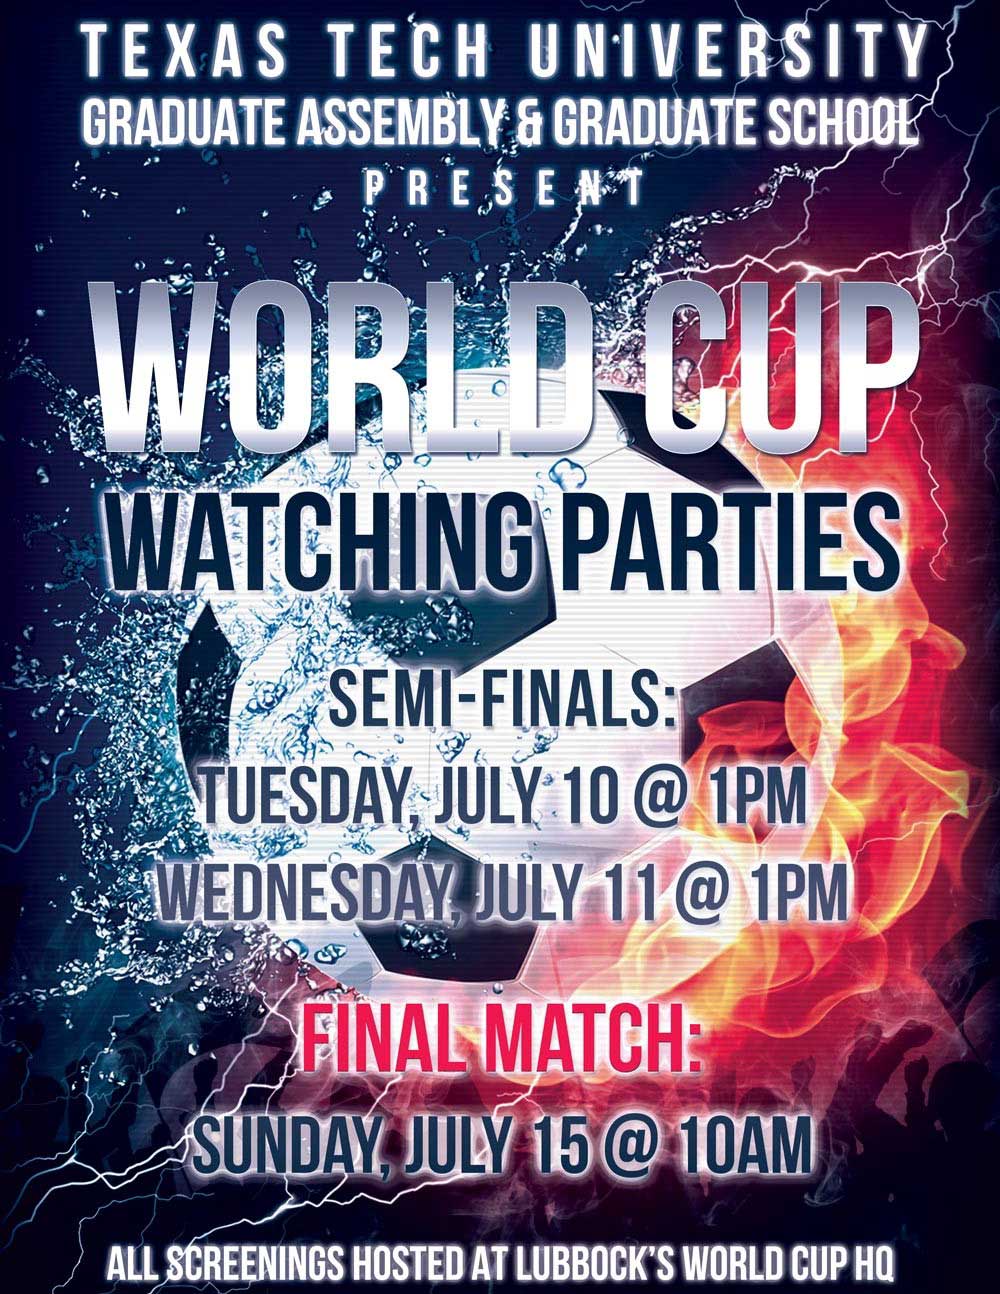 TEXAS TECH UNIVERSITY
GRADUATE ASSEMBLY & GRADUATE SCHOOL
PRESENT
WORLD CUP
WATCHING PARTIES
SEMI-FINALS:
TUESDAY, JULY 10 @ 1PM
WEDNESDAY, JULY 11 @ 1PM
FINAL MATCH:
SUNDAY, JULY 15 @ 10AM
ALL SCREENINGS HOSTED AT LUBBOCK'S WORLD CUP HQ